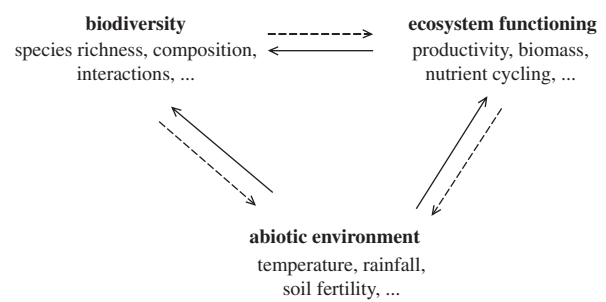 biodiversity
species richness, composition,
interactions, ...
ecosystem functioning
productivity, biomass,
nutrient cycling, ...
abiotic environment
temperature, rainfall,
soil fertility, ...